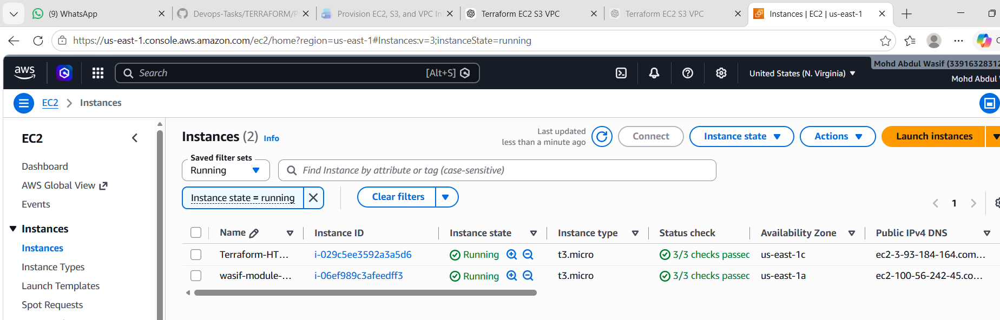 (9) WhatsApp
Devops-Tasks/TERRAFORM/P
Provision EC2, S3, and VPC In
Terraform EC2 S3 VPC
Terraform EC2 S3 VPC
Instances | EC2 | us-east-1
https://us-east-1.console.aws.amazon.com/ec2/home?region=us-east-1#Instances:v=3;instanceState=running
aws
Search
[Alt+S]
United States (N. Virginia)
Mohd Abdul Wasif (33916328312
Mohd Abdul
EC2
Instances
EC2
Dashboard
AWS Global View
Events
Instances
Instances
Instance Types
Launch Templates
Spot Requests
Instances (2) Info
Last updated
less than a minute ago
Connect
Instance state
Actions
Launch instances
Saved filter sets
Running
Find Instance by attribute or tag (case-sensitive)
Instance state = running
Clear filters
1
Name Instance ID Instance state Instance type Status check Availability Zone Public IPv4 DNS
Terraform-HT... i-029c5ee3592a3a5d6 Running t3.micro 3/3 checks passed us-east-1c ec2-3-93-184-164.com...
wasif-module-... i-06ef989c3afeedff3 Running t3.micro 3/3 checks passed us-east-1a ec2-100-56-242-45.co...